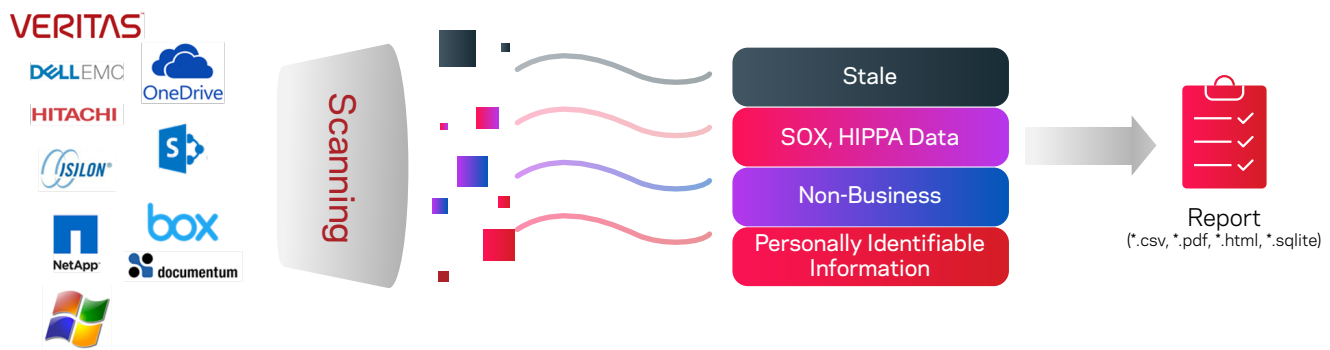 VERITAS
DELLEMC
OneDrive
HITACHI
S
ISILON®
box
NetApp
documentum
Scanning
Stale
SOX, HIPPA Data
Non-Business
Personally Identifiable
Information
Report
(*.csv, *.pdf, *.html, *.sqlite)